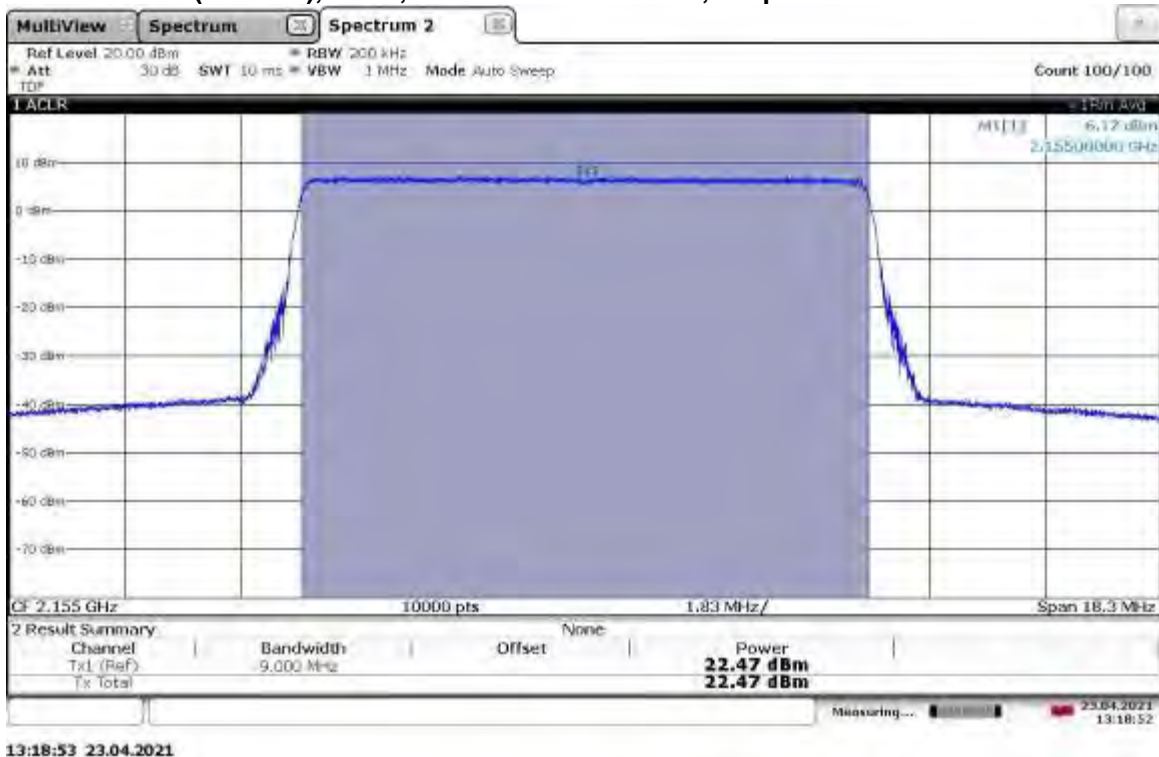 MultiView Spectrum Spectrum 2
Ref Level 20.00 dBm RBW 200 kHz
Att 30 dB SWT 10 ms VBW 1 MHz Mode Auto Sweep Count 100/100
TDF
1 ACLR 1Rm Avg
M1[1] 6.17 dBm
2.15500000 GHz
10 dBm
0 dBm
-10 dBm
-20 dBm
-30 dBm
-40 dBm
-50 dBm
-60 dBm
-70 dBm
CF 2.155 GHz 10000 pts 1.83 MHz/ Span 18.3 MHz
2 Result Summary None
Channel Bandwidth Offset Power
Tx1 (Ref) 9.000 MHz 22.47 dBm
Tx Total 22.47 dBm
Measuring... 23.04.2021
13:18:52
13:18:53 23.04.2021